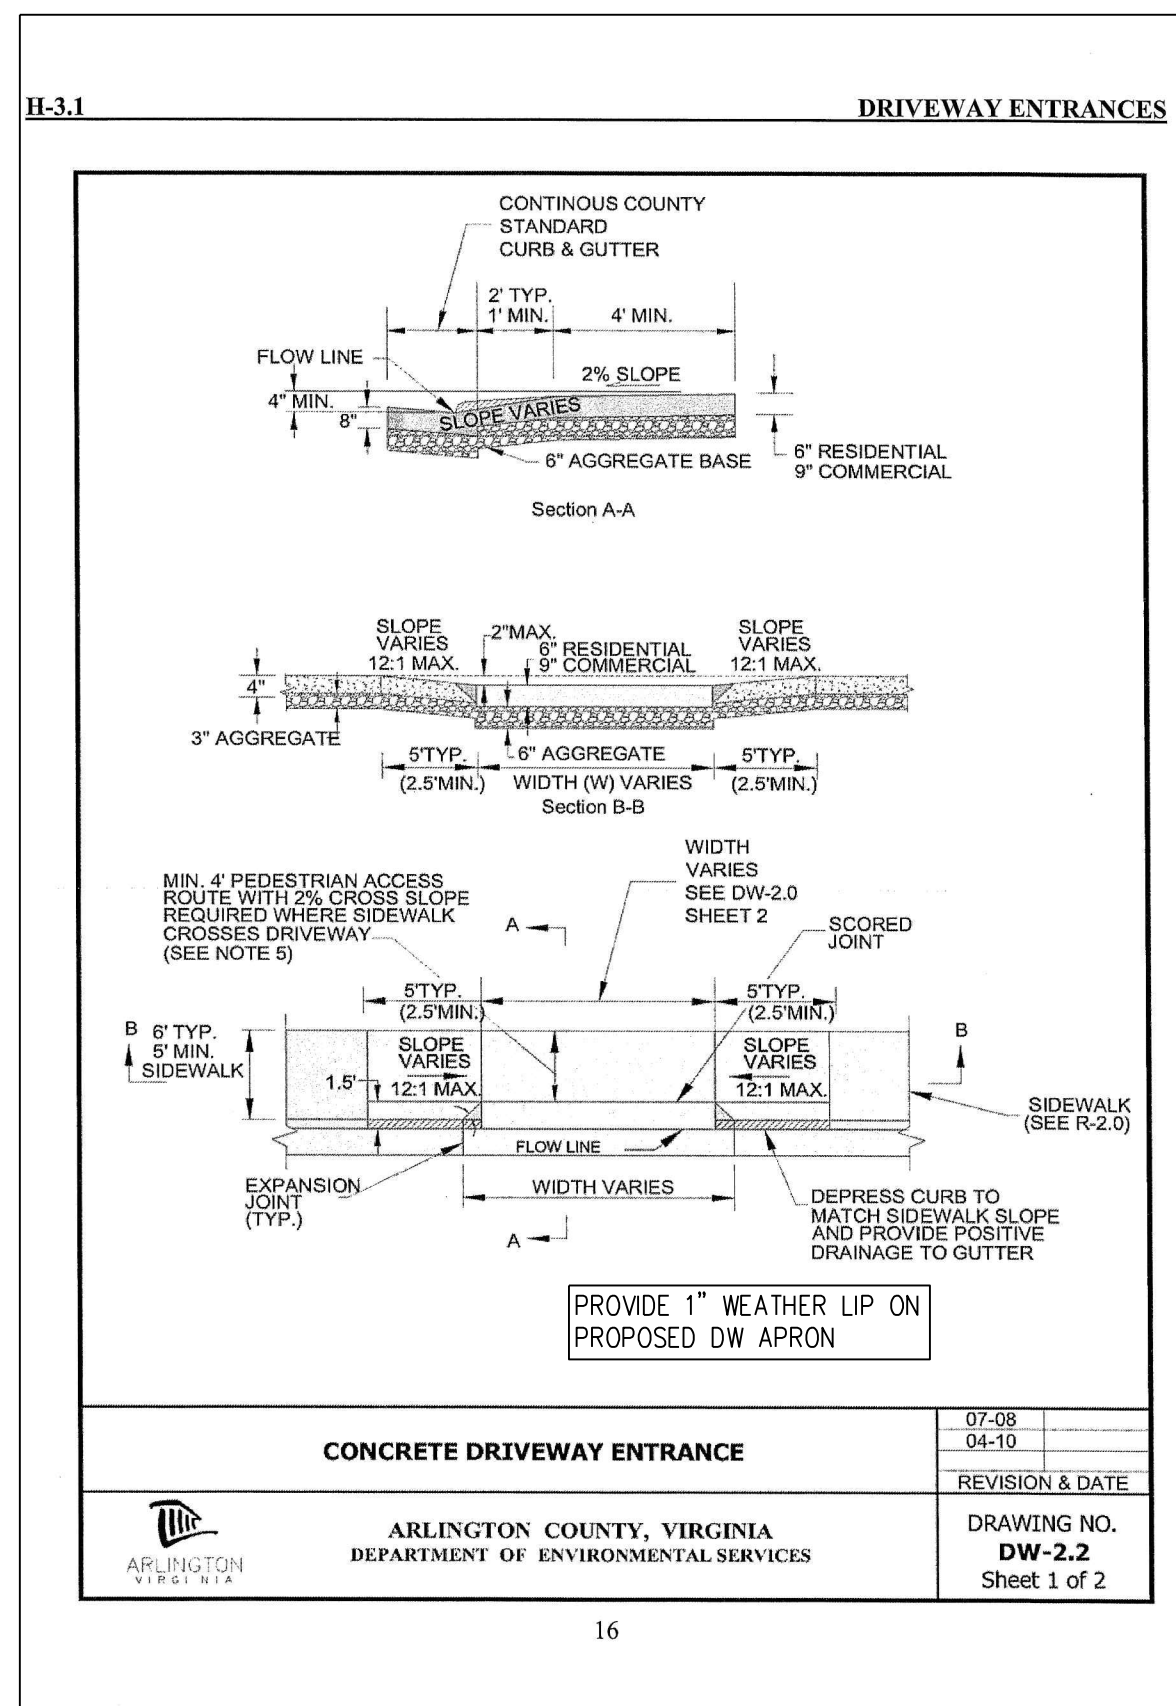 H-3.1
DRIVEWAY ENTRANCES
CONTINOUS COUNTY
STANDARD
CURB & GUTTER
2' TYP.
1' MIN.
4' MIN.
FLOW LINE
2% SLOPE
4" MIN.
8"
SLOPE VARIES
6" RESIDENTIAL
9" COMMERCIAL
6" AGGREGATE BASE
Section A-A
SLOPE
VARIES
12:1 MAX.
2"MAX.
6" RESIDENTIAL
9" COMMERCIAL
SLOPE
VARIES
12:1 MAX.
4"
3" AGGREGATE
6" AGGREGATE
5'TYP.
(2.5'MIN.)
WIDTH (W) VARIES
5'TYP.
(2.5'MIN.)
Section B-B
WIDTH
VARIES
SEE DW-2.0
SHEET 2
MIN. 4' PEDESTRIAN ACCESS
ROUTE WITH 2% CROSS SLOPE
REQUIRED WHERE SIDEWALK
CROSSES DRIVEWAY
(SEE NOTE 5)
A
SCORED
JOINT
5'TYP.
(2.5'MIN.)
5'TYP.
(2.5'MIN.)
B
6' TYP.
5' MIN.
SIDEWALK
SLOPE
VARIES
12:1 MAX.
SLOPE
VARIES
12:1 MAX.
B
1.5'
SIDEWALK
(SEE R-2.0)
FLOW LINE
EXPANSION
JOINT
(TYP.)
WIDTH VARIES
A
DEPRESS CURB TO
MATCH SIDEWALK SLOPE
AND PROVIDE POSITIVE
DRAINAGE TO GUTTER
PROVIDE 1" WEATHER LIP ON
PROPOSED DW APRON
CONCRETE DRIVEWAY ENTRANCE
07-08
04-10
REVISION & DATE
ARLINGTON
VIRGINIA
ARLINGTON COUNTY, VIRGINIA
DEPARTMENT OF ENVIRONMENTAL SERVICES
DRAWING NO.
DW-2.2
Sheet 1 of 2
16